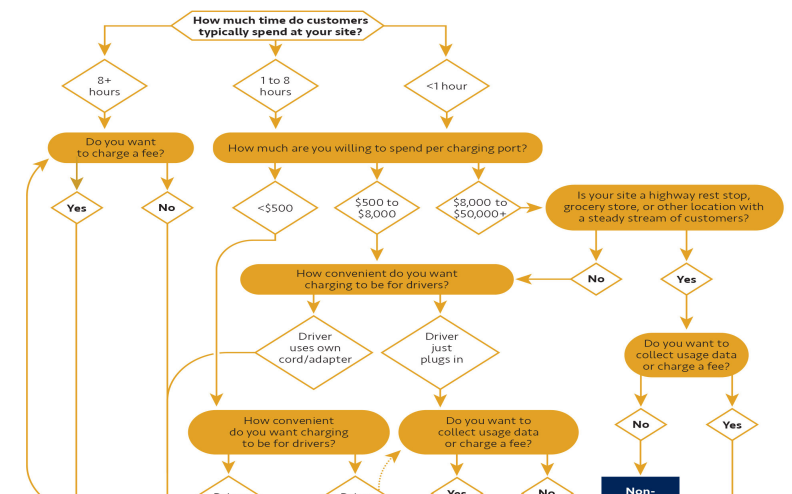 How much time do customers
typically spend at your site?
8+
hours
1 to 8
hours
<1 hour
Do you want
to charge a fee?
How much are you willing to spend per charging port?
Yes
No
<$500
$500 to
$8,000
$8,000 to
$50,000+
Is your site a highway rest stop,
grocery store, or other location with
a steady stream of customers?
How convenient do you want
charging to be for drivers?
No
Yes
Driver
uses own
cord/adapter
Driver
just
plugs in
Do you want to
collect usage data
or charge a fee?
How convenient
do you want charging
to be for drivers?
Do you want to
collect usage data
or charge a fee?
No
Yes
Yes
No
Non-